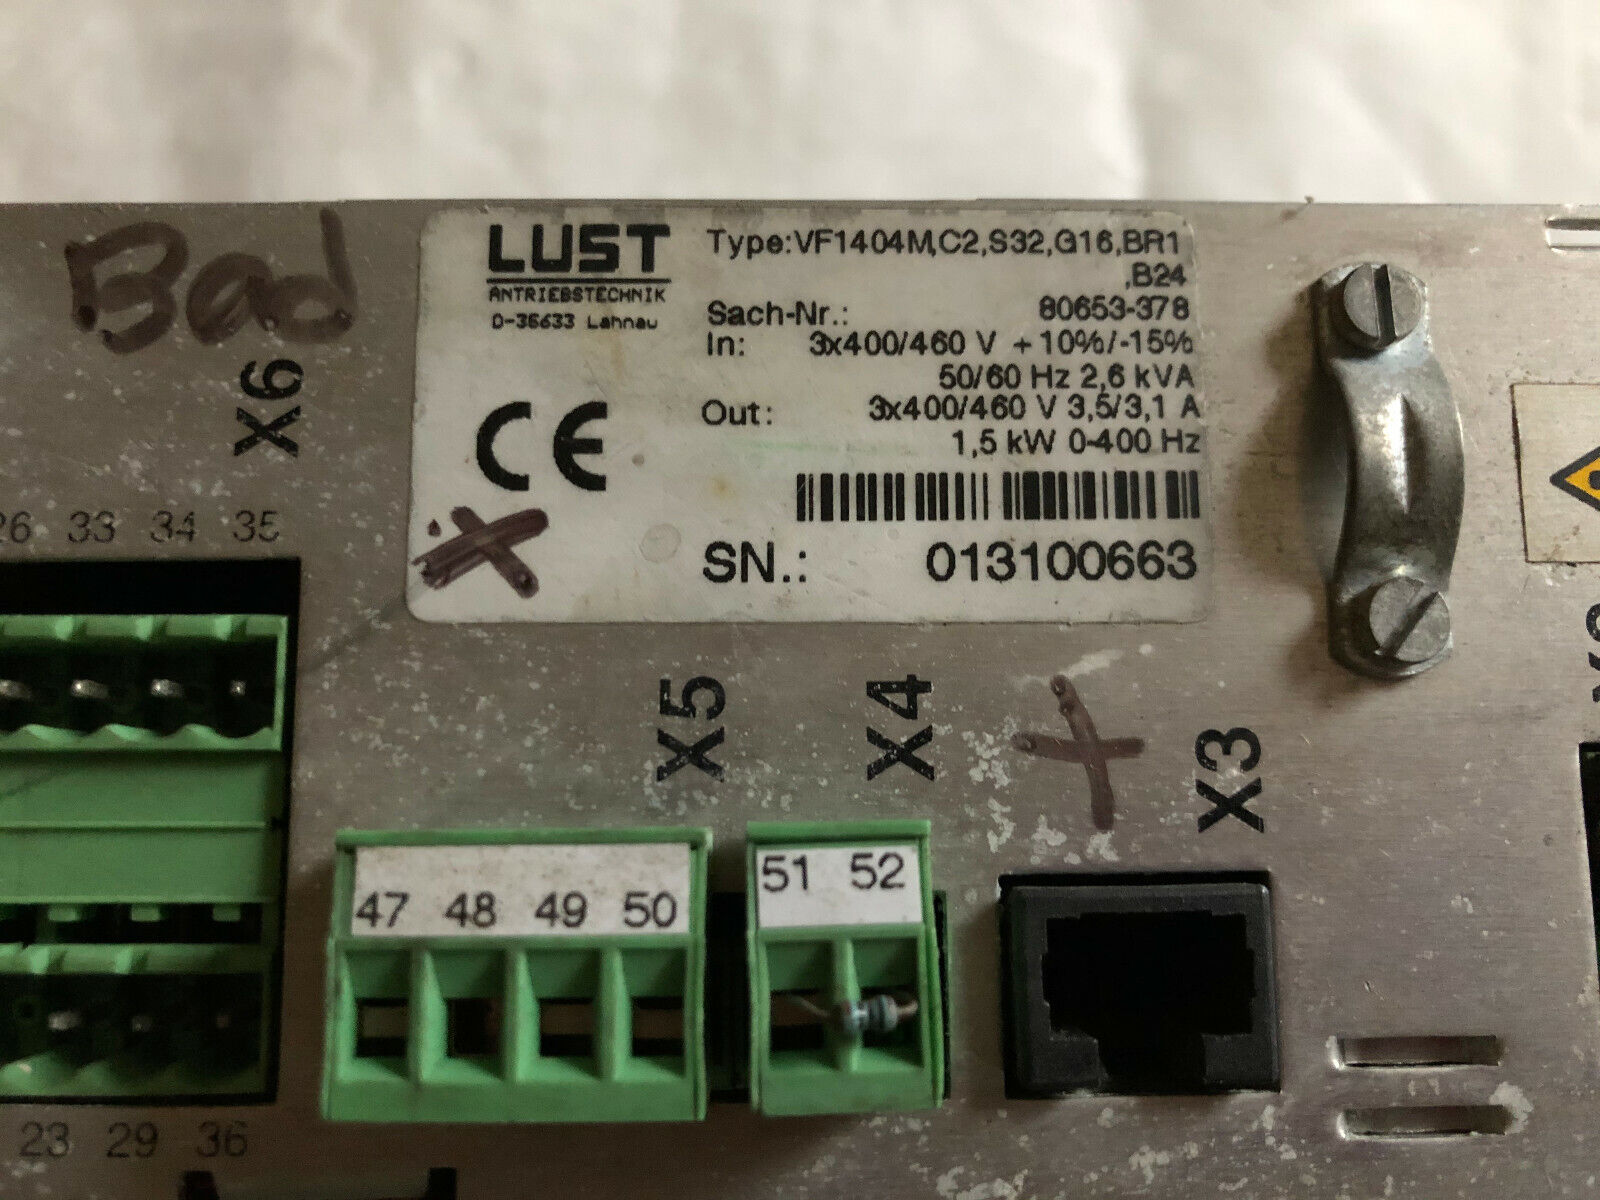 Bad
LUST
ANTRIEBSTECHNIK
D-35633 Lahnau
Type:VF1404M,C2,S32,G16,BR1
,B24
Sach-Nr.: 80653-378
In: 3x400/460 V +10%/-15%
50/60 Hz 2,6 kVA
Out: 3x400/460 V 3,5/3,1 A
1,5 kW 0-400 Hz
CE
SN.: 013100663
X6
26 33 34 35
X5
X4
X3
47 48 49 50
51 52
23 29 36